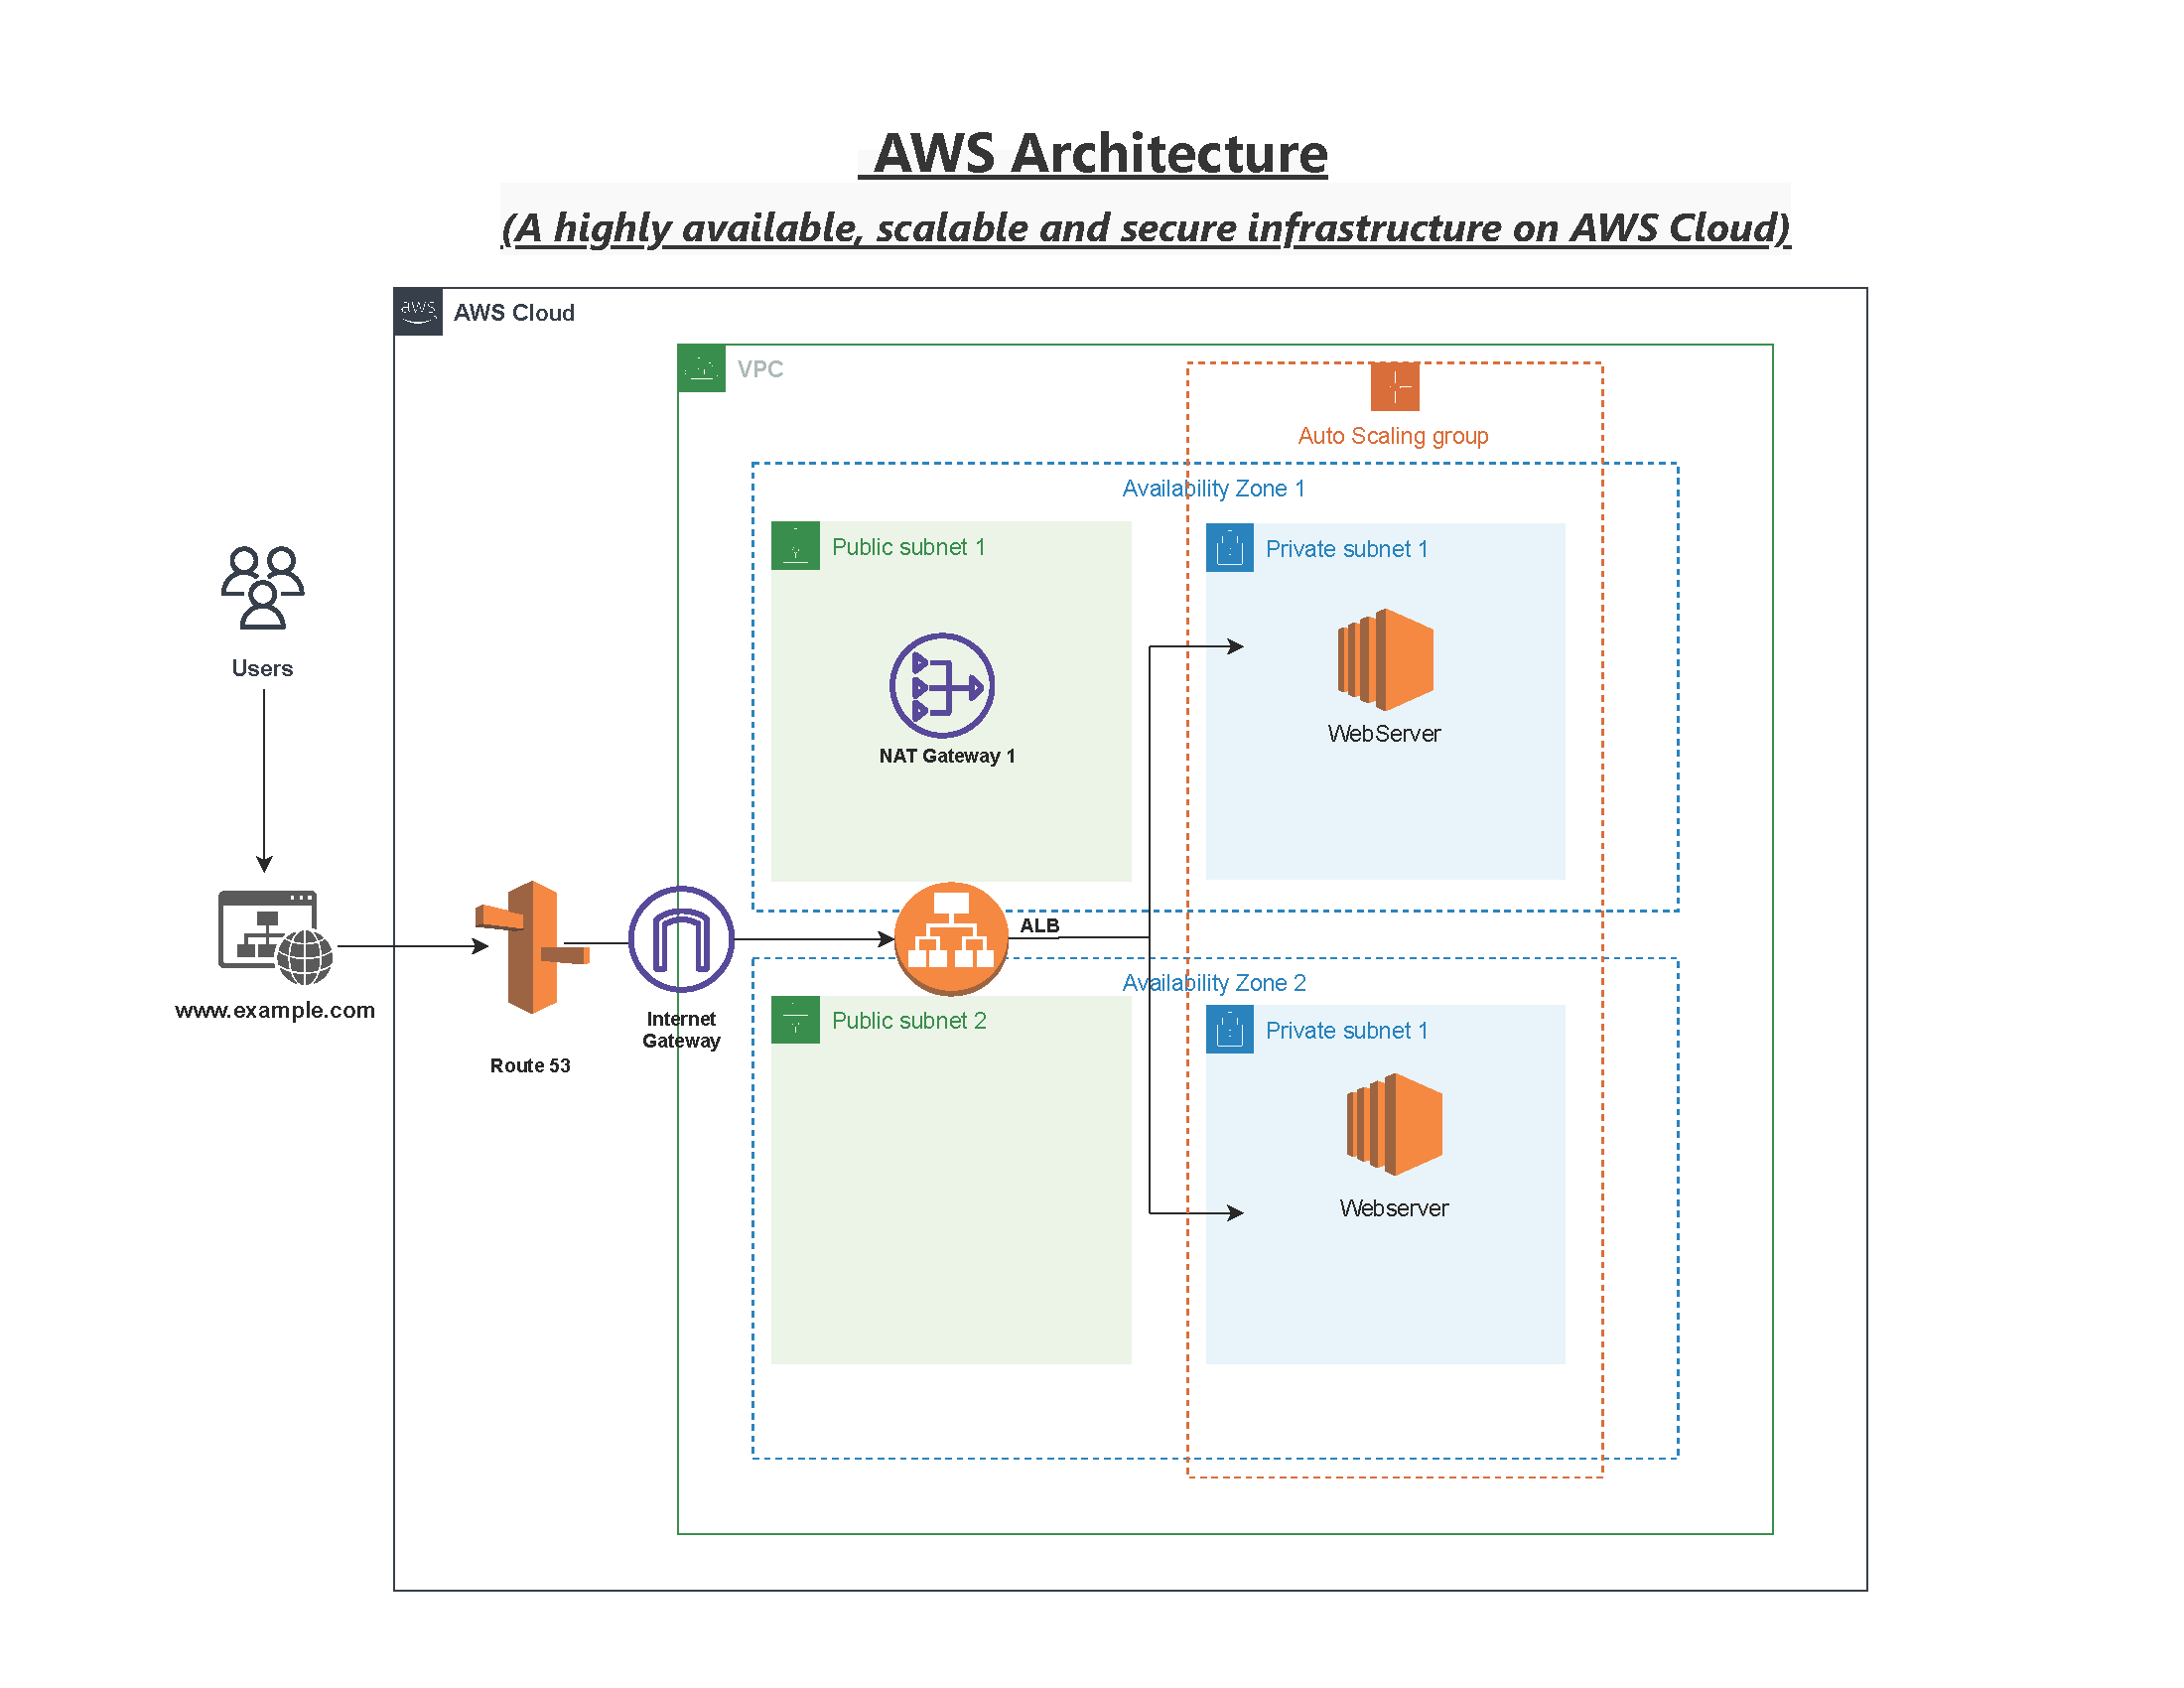 AWS Architecture
(A highly available, scalable and secure infrastructure on AWS Cloud)
aws
AWS Cloud
VPC
Auto Scaling group
Availability Zone 1
Public subnet 1
Private subnet 1
Users
WebServer
NAT Gateway 1
ALB
Availability Zone 2
www.example.com
Internet
Gateway
Public subnet 2
Private subnet 1
Route 53
Webserver